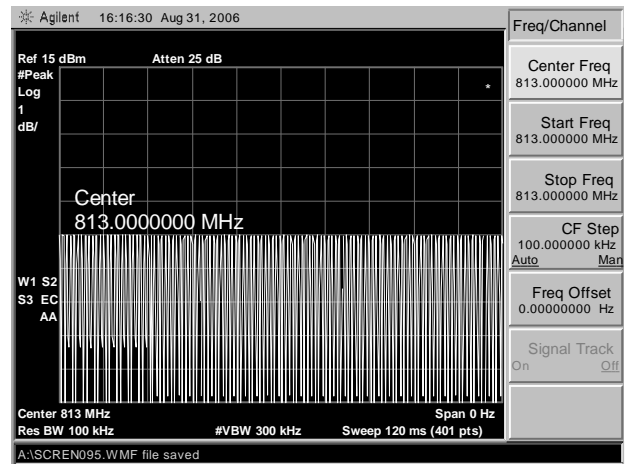 Agilent 16:16:30 Aug 31, 2006
Freq/Channel
Ref 15 dBm Atten 25 dB
#Peak
Log
1
dB/
*
Center
813.0000000 MHz
W1 S2
S3 EC
AA
Center 813 MHz Span 0 Hz
Res BW 100 kHz #VBW 300 kHz Sweep 120 ms (401 pts)
A:\SCREN095.WMF file saved
Center Freq
813.000000 MHz
Start Freq
813.000000 MHz
Stop Freq
813.000000 MHz
CF Step
100.000000 kHz
Auto Man
Freq Offset
0.00000000 Hz
Signal Track
On Off